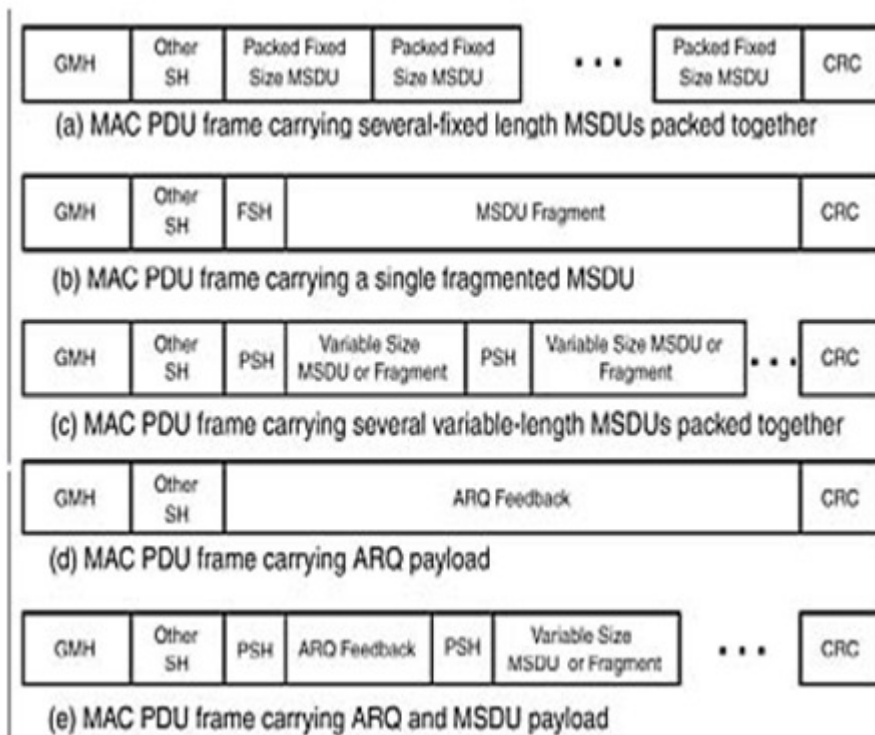 GMH Other SH Packed Fixed Size MSDU Packed Fixed Size MSDU • • • Packed Fixed Size MSDU CRC
(a) MAC PDU frame carrying several-fixed length MSDUs packed together
GMH Other SH FSH MSDU Fragment CRC
(b) MAC PDU frame carrying a single fragmented MSDU
GMH Other SH PSH Variable Size MSDU or Fragment PSH Variable Size MSDU or Fragment • • • CRC
(c) MAC PDU frame carrying several variable-length MSDUs packed together
GMH Other SH ARQ Feedback CRC
(d) MAC PDU frame carrying ARQ payload
GMH Other SH PSH ARQ Feedback PSH Variable Size MSDU or Fragment • • • CRC
(e) MAC PDU frame carrying ARQ and MSDU payload